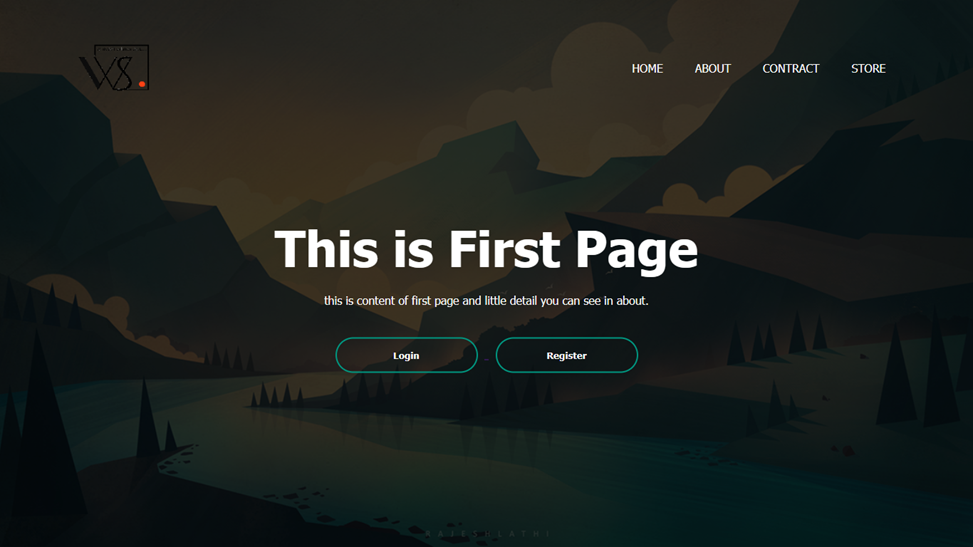 WS.
HOME ABOUT CONTRACT STORE
This is First Page
this is content of first page and little detail you can see in about.
Login Register